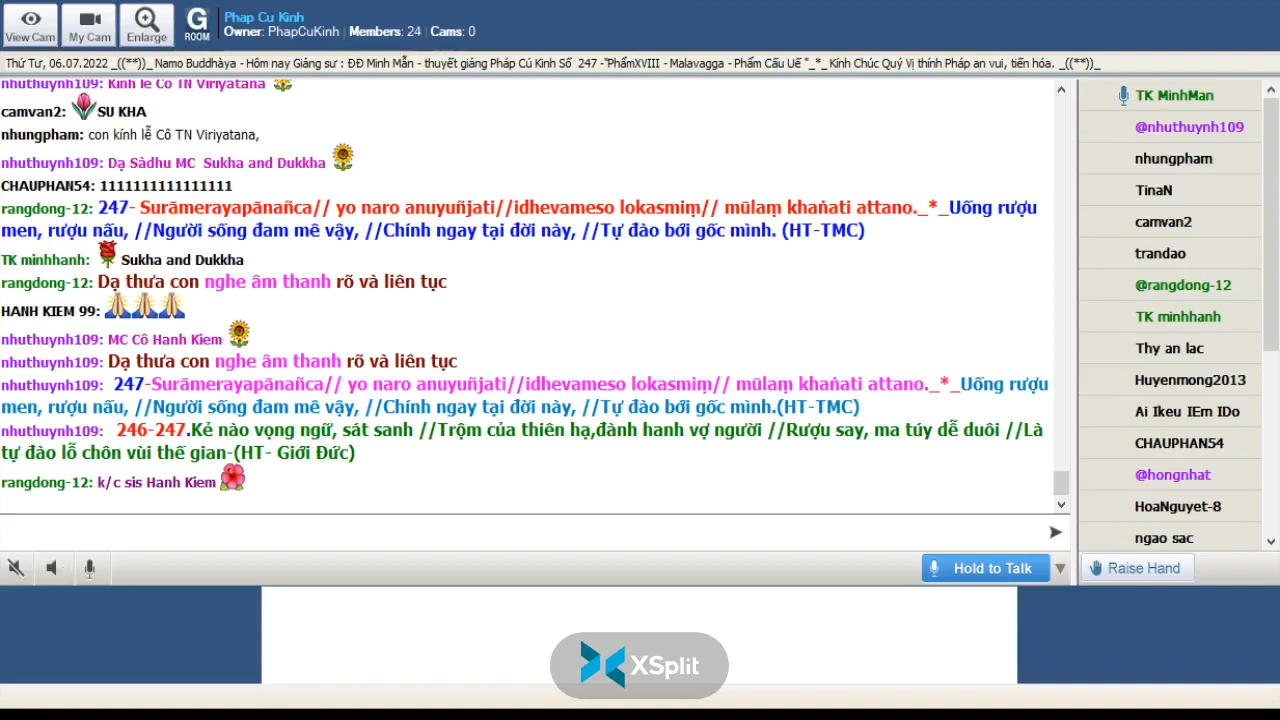 View Cam
My Cam
Enlarge
G
ROOM
Phap Cu Kinh
Owner: PhapCuKinh | Members: 24 | Cams: 0
Thứ Tư, 06.07.2022 _((**))_ Namo Buddhàya - Hôm nay Giảng sư : ĐĐ Minh Mẫn - thuyết giảng Pháp Cú Kinh Số 247 -"PhẩmXVIII - Malavagga - Phẩm Cấu Uế "_*_ Kính Chúc Quý Vị thính Pháp an vui, tiến hóa. _((**))_
nhuthuynh109: Kính lễ Cô TN Viriyatana
camvan2: SU KHA
nhungpham: con kính lễ Cô TN Viriyatana,
nhuthuynh109: Dạ Sàdhu MC Sukha and Dukkha
CHAUPHAN54: 1111111111111111
rangdong-12: 247- Surāmerayapānañca// yo naro anuyuñjati//idhevameso lokasmiṃ// mūlaṃ khaṅati attano._*_Uống rượu
men, rượu nấu, //Người sống đam mê vậy, //Chính ngay tại đời này, //Tự đào bới gốc mình. (HT-TMC)
TK minhhanh: Sukha and Dukkha
rangdong-12: Dạ thưa con nghe âm thanh rõ và liên tục
HANH KIEM 99:
nhuthuynh109: MC Cô Hanh Kiem
nhuthuynh109: Dạ thưa con nghe âm thanh rõ và liên tục
nhuthuynh109: 247-Surāmerayapānañca// yo naro anuyuñjati//idhevameso lokasmiṃ// mūlaṃ khaṅati attano._*_Uống rượu
men, rượu nấu, //Người sống đam mê vậy, //Chính ngay tại đời này, //Tự đào bới gốc mình.(HT-TMC)
nhuthuynh109: 246-247.Kẻ nào vọng ngữ, sát sanh //Trộm của thiên hạ,đành hanh vợ người //Rượu say, ma túy dễ duôi //Là
tự đào lỗ chôn vùi thế gian-(HT- Giới Đức)
rangdong-12: k/c sis Hanh Kiem
Hold to Talk
TK MinhMan
@nhuthuynh109
nhungpham
TinaN
camvan2
trandao
@rangdong-12
TK minhhanh
Thy an lac
Huyenmong2013
Ai Ikeu IEm IDo
CHAUPHAN54
@hongnhat
HoaNguyet-8
ngao sac
Raise Hand
XSplit